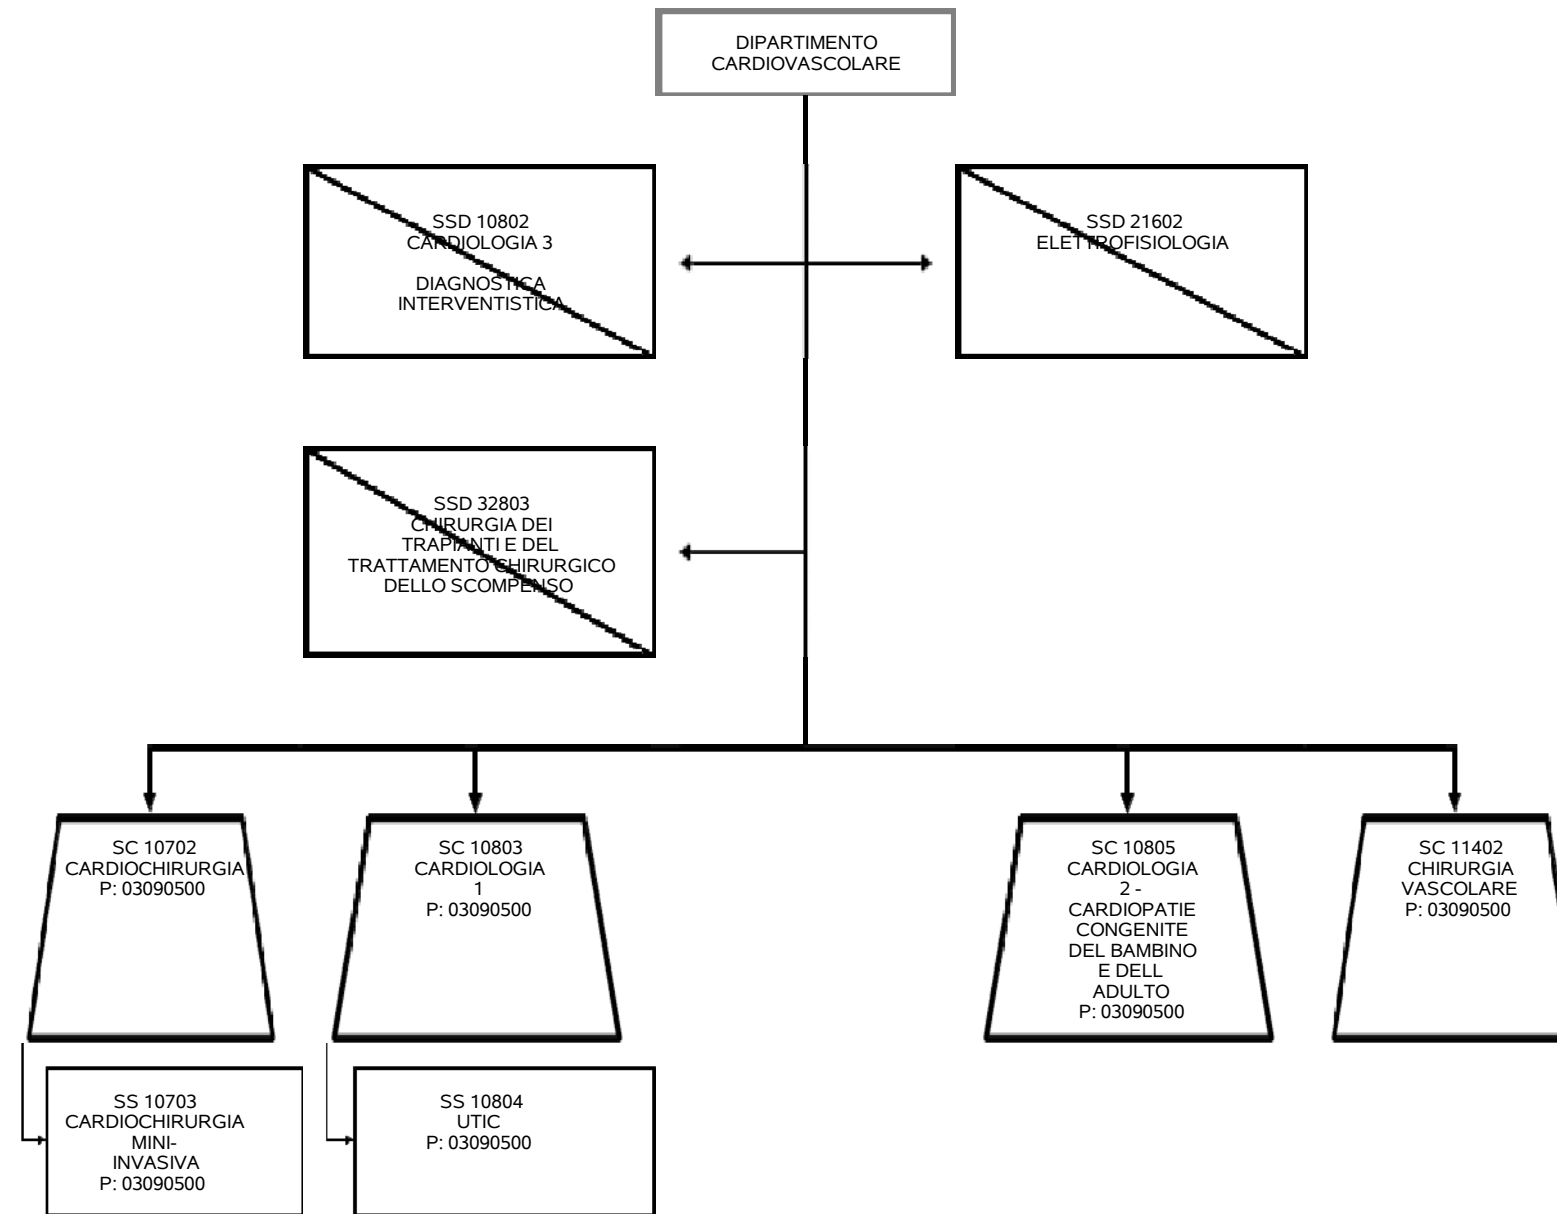 DIPARTIMENTO
CARDIOVASCOLARE
SSD 10802
CARDIOLOGIA 3
DIAGNOSTICA
INTERVENTISTICA
SSD 21602
ELETTROFISIOLOGIA
SSD 32803
CHIRURGIA DEI
TRAPIANTI E DEL
TRATTAMENTO CHIRURGICO
DELLO SCOMPENSO
SC 10702
CARDIOCHIRURGIA
P: 03090500
SC 10803
CARDIOLOGIA
1
P: 03090500
SC 10805
CARDIOLOGIA
2 -
CARDIOPATIE
CONGENITE
DEL BAMBINO
E DELL
ADULTO
P: 03090500
SC 11402
CHIRURGIA
VASCOLARE
P: 03090500
SS 10703
CARDIOCHIRURGIA
MINI-
INVASIVA
P: 03090500
SS 10804
UTIC
P: 03090500